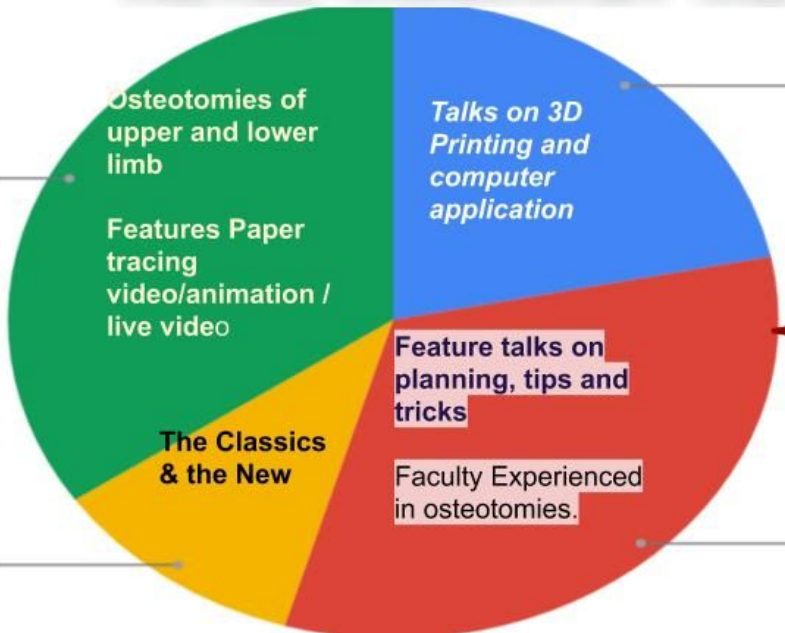 Osteotomies of
upper and lower
limb
Features Paper
tracing
video/animation /
live video
Talks on 3D
Printing and
computer
application
Feature talks on
planning, tips and
tricks
Faculty Experienced
in osteotomies.
The Classics
& the New